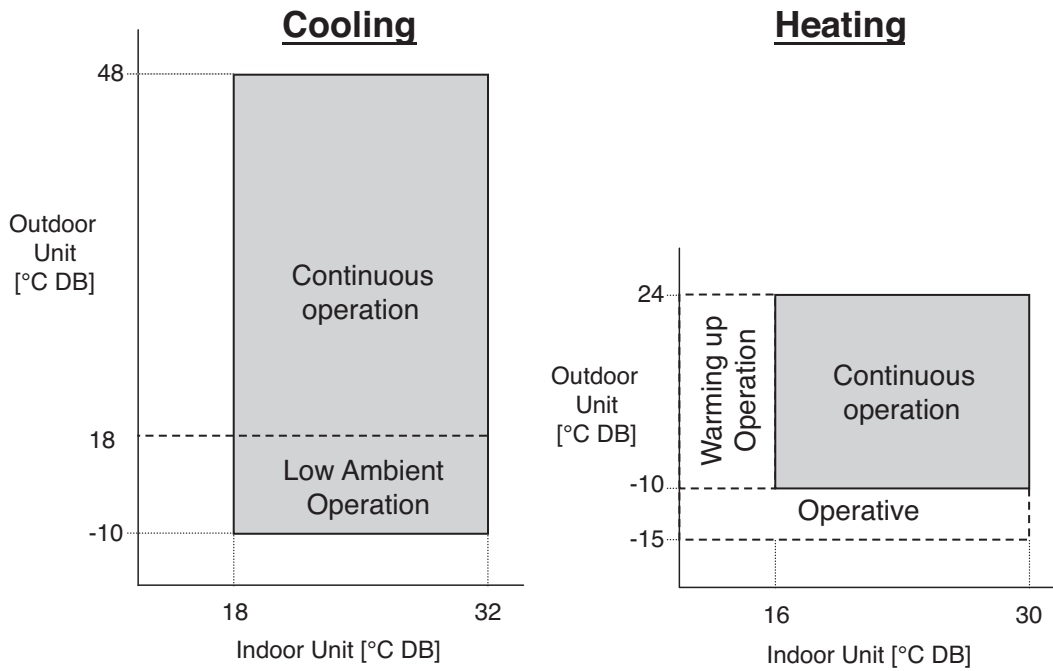 Cooling
48
Outdoor
Unit
[°C DB]
Continuous
operation
18
Low Ambient
Operation
-10
18
32
Indoor Unit [°C DB]
Heating
24
Outdoor
Unit
[°C DB]
Warming up
Operation
Continuous
operation
-10
Operative
-15
16
30
Indoor Unit [°C DB]